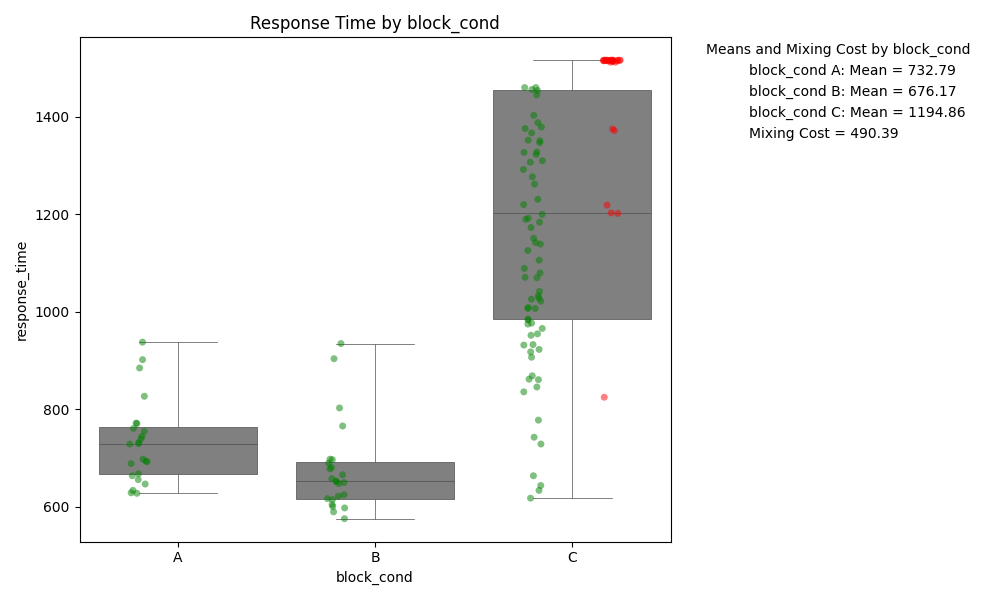 Response Time by block_cond
Means and Mixing Cost by block_cond
block_cond A: Mean = 732.79
block_cond B: Mean = 676.17
block_cond C: Mean = 1194.86
Mixing Cost = 490.39
response_time
1400
1200
1000
800
600
A
B
C
block_cond